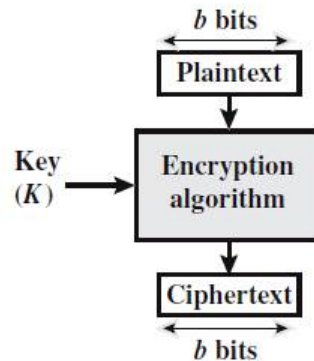 b bits
Plaintext
Key
(K)
Encryption
algorithm
Ciphertext
b bits